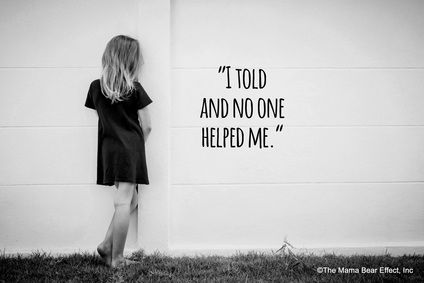 "I TOLD
AND NO ONE
HELPED ME."
©The Mama Bear Effect, Inc